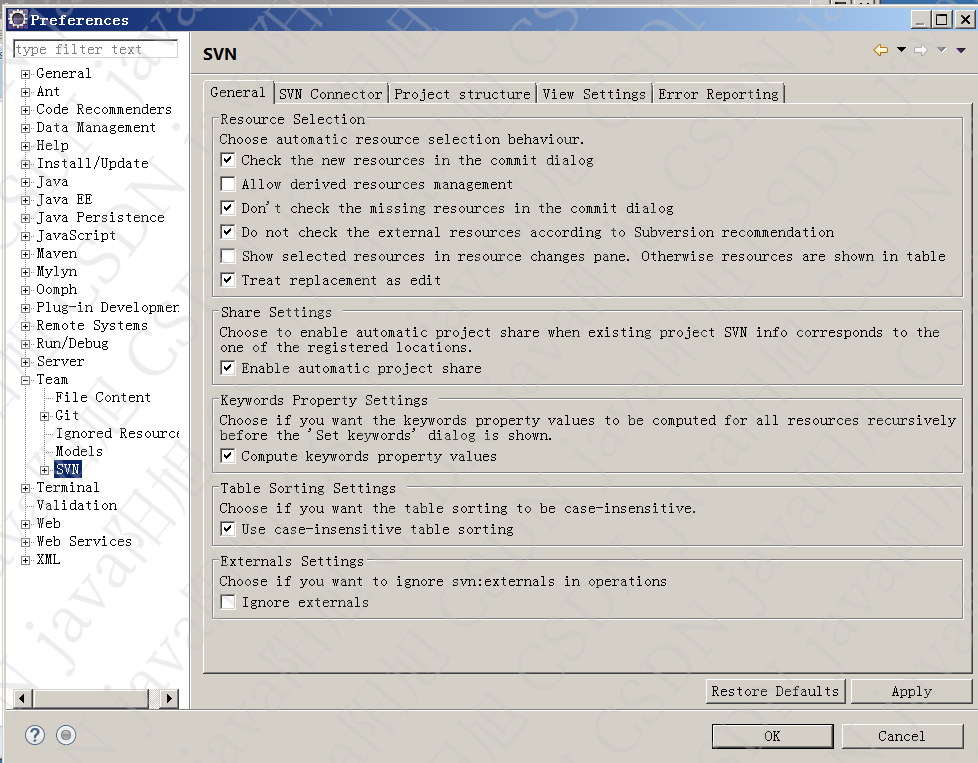 Preferences
type filter text
General
Ant
Code Recommenders
Data Management
Help
Install/Update
Java
Java EE
Java Persistence
JavaScript
Maven
Mylyn
Oomph
Plug-in Developmer
Remote Systems
Run/Debug
Server
Team
File Content
Git
Ignored Resource
Models
SVN
Terminal
Validation
Web
Web Services
XML
SVN
General SVN Connector Project structure View Settings Error Reporting
Resource Selection
Choose automatic resource selection behaviour.
Check the new resources in the commit dialog
Allow derived resources management
Don't check the missing resources in the commit dialog
Do not check the external resources according to Subversion recommendation
Show selected resources in resource changes pane. Otherwise resources are shown in table
Treat replacement as edit
Share Settings
Choose to enable automatic project share when existing project SVN info corresponds to the
one of the registered locations.
Enable automatic project share
Keywords Property Settings
Choose if you want the keywords property values to be computed for all resources recursively
before the 'Set keywords' dialog is shown.
Compute keywords property values
Table Sorting Settings
Choose if you want the table sorting to be case-insensitive.
Use case-insensitive table sorting
Externals Settings
Choose if you want to ignore svn:externals in operations
Ignore externals
Restore Defaults Apply
OK Cancel